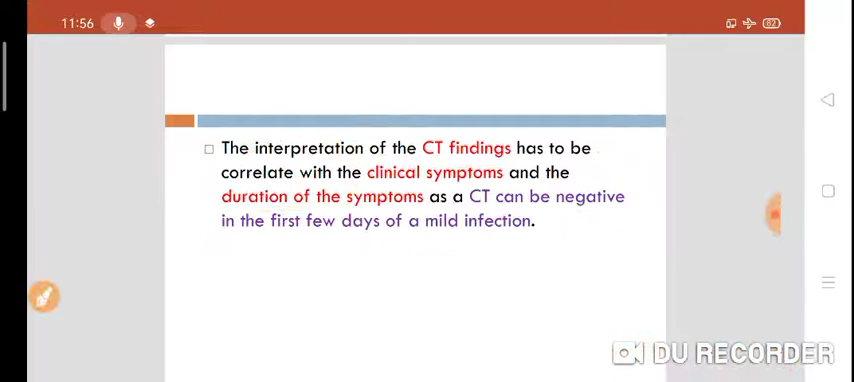 11:56
82
The interpretation of the CT findings has to be
correlate with the clinical symptoms and the
duration of the symptoms as a CT can be negative
in the first few days of a mild infection.
DU RECORDER